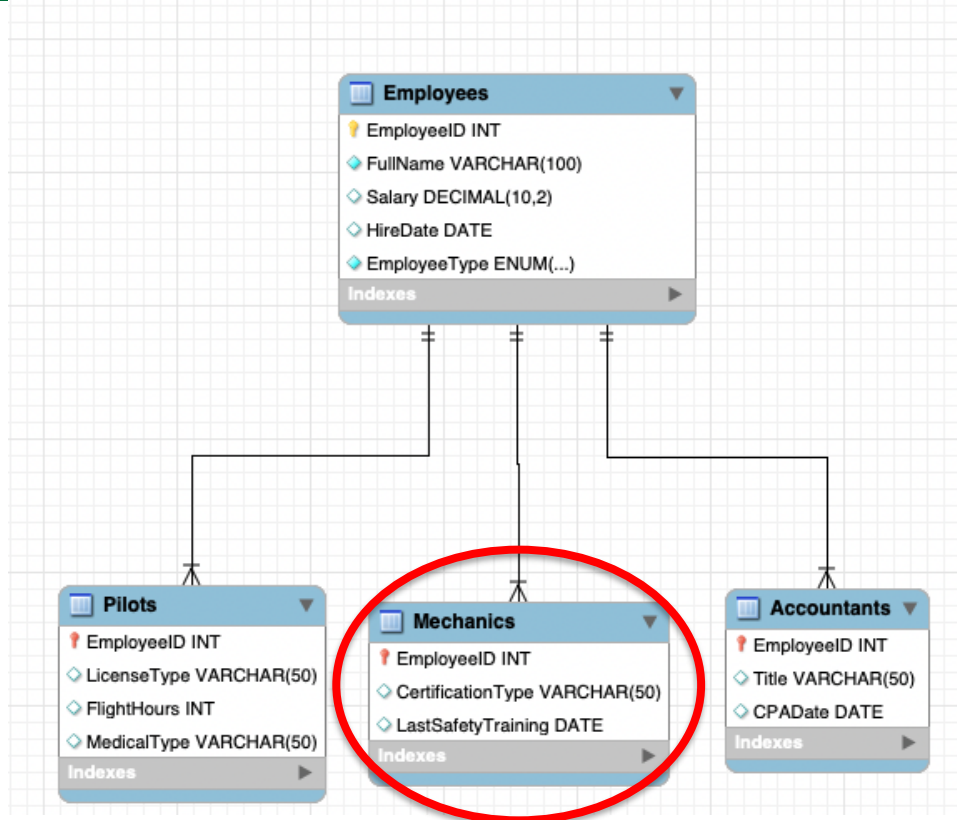 Employees
EmployeeID INT
FullName VARCHAR(100)
Salary DECIMAL(10,2)
HireDate DATE
EmployeeType ENUM(...)
Indexes
Pilots
EmployeeID INT
LicenseType VARCHAR(50)
FlightHours INT
MedicalType VARCHAR(50)
Indexes
Mechanics
EmployeeID INT
CertificationType VARCHAR(50)
LastSafetyTraining DATE
Indexes
Accountants
EmployeeID INT
Title VARCHAR(50)
CPADate DATE
Indexes